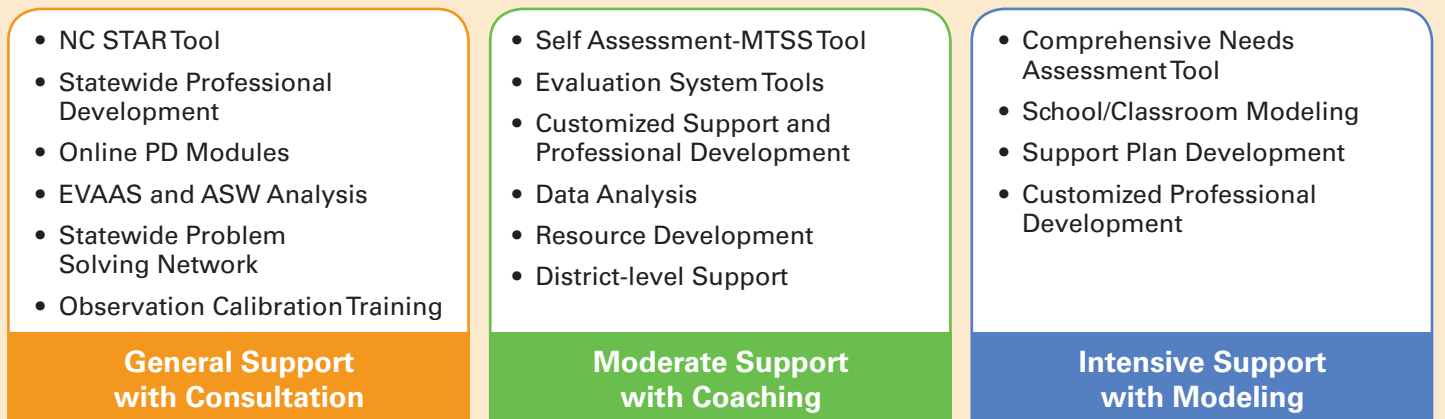 • NC STAR Tool
• Statewide Professional
Development
• Online PD Modules
• EVAAS and ASW Analysis
• Statewide Problem
Solving Network
• Observation Calibration Training
General Support
with Consultation
• Self Assessment-MTSS Tool
• Evaluation System Tools
• Customized Support and
Professional Development
• Data Analysis
• Resource Development
• District-level Support
Moderate Support
with Coaching
• Comprehensive Needs
Assessment Tool
• School/Classroom Modeling
• Support Plan Development
• Customized Professional
Development
Intensive Support
with Modeling